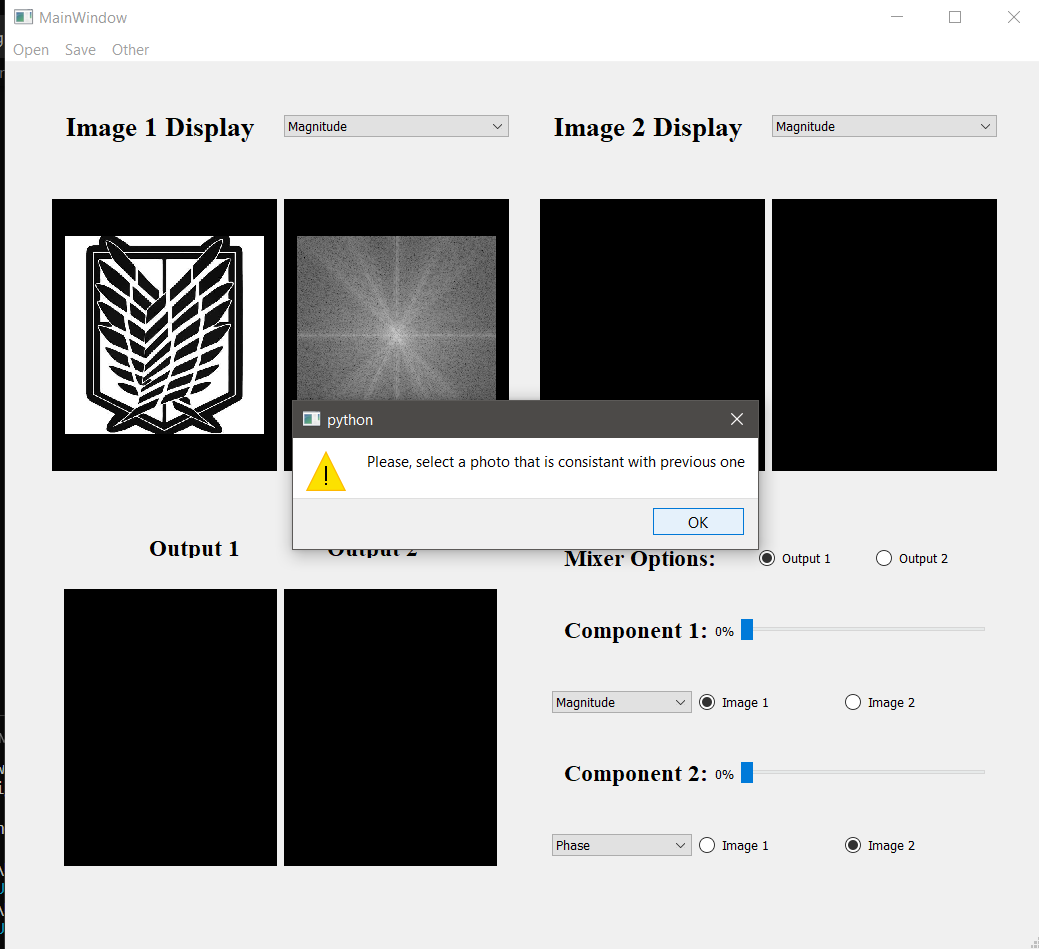 MainWindow
Open Save Other
Image 1 Display Magnitude Image 2 Display Magnitude
python
Please, select a photo that is consistant with previous one
OK
Output 1 Output 2
Mixer Options: Output 1 Output 2
Component 1: 0%
Magnitude Image 1 Image 2
Component 2: 0%
Phase Image 1 Image 2